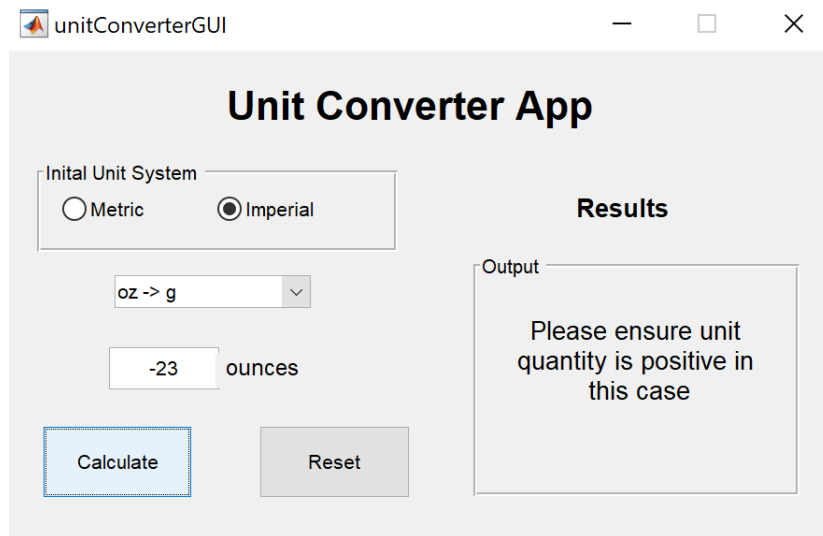 unitConverterGUI
Unit Converter App
Inital Unit System
Metric
Imperial
oz -> g
-23
ounces
Calculate
Reset
Results
Output
Please ensure unit
quantity is positive in
this case